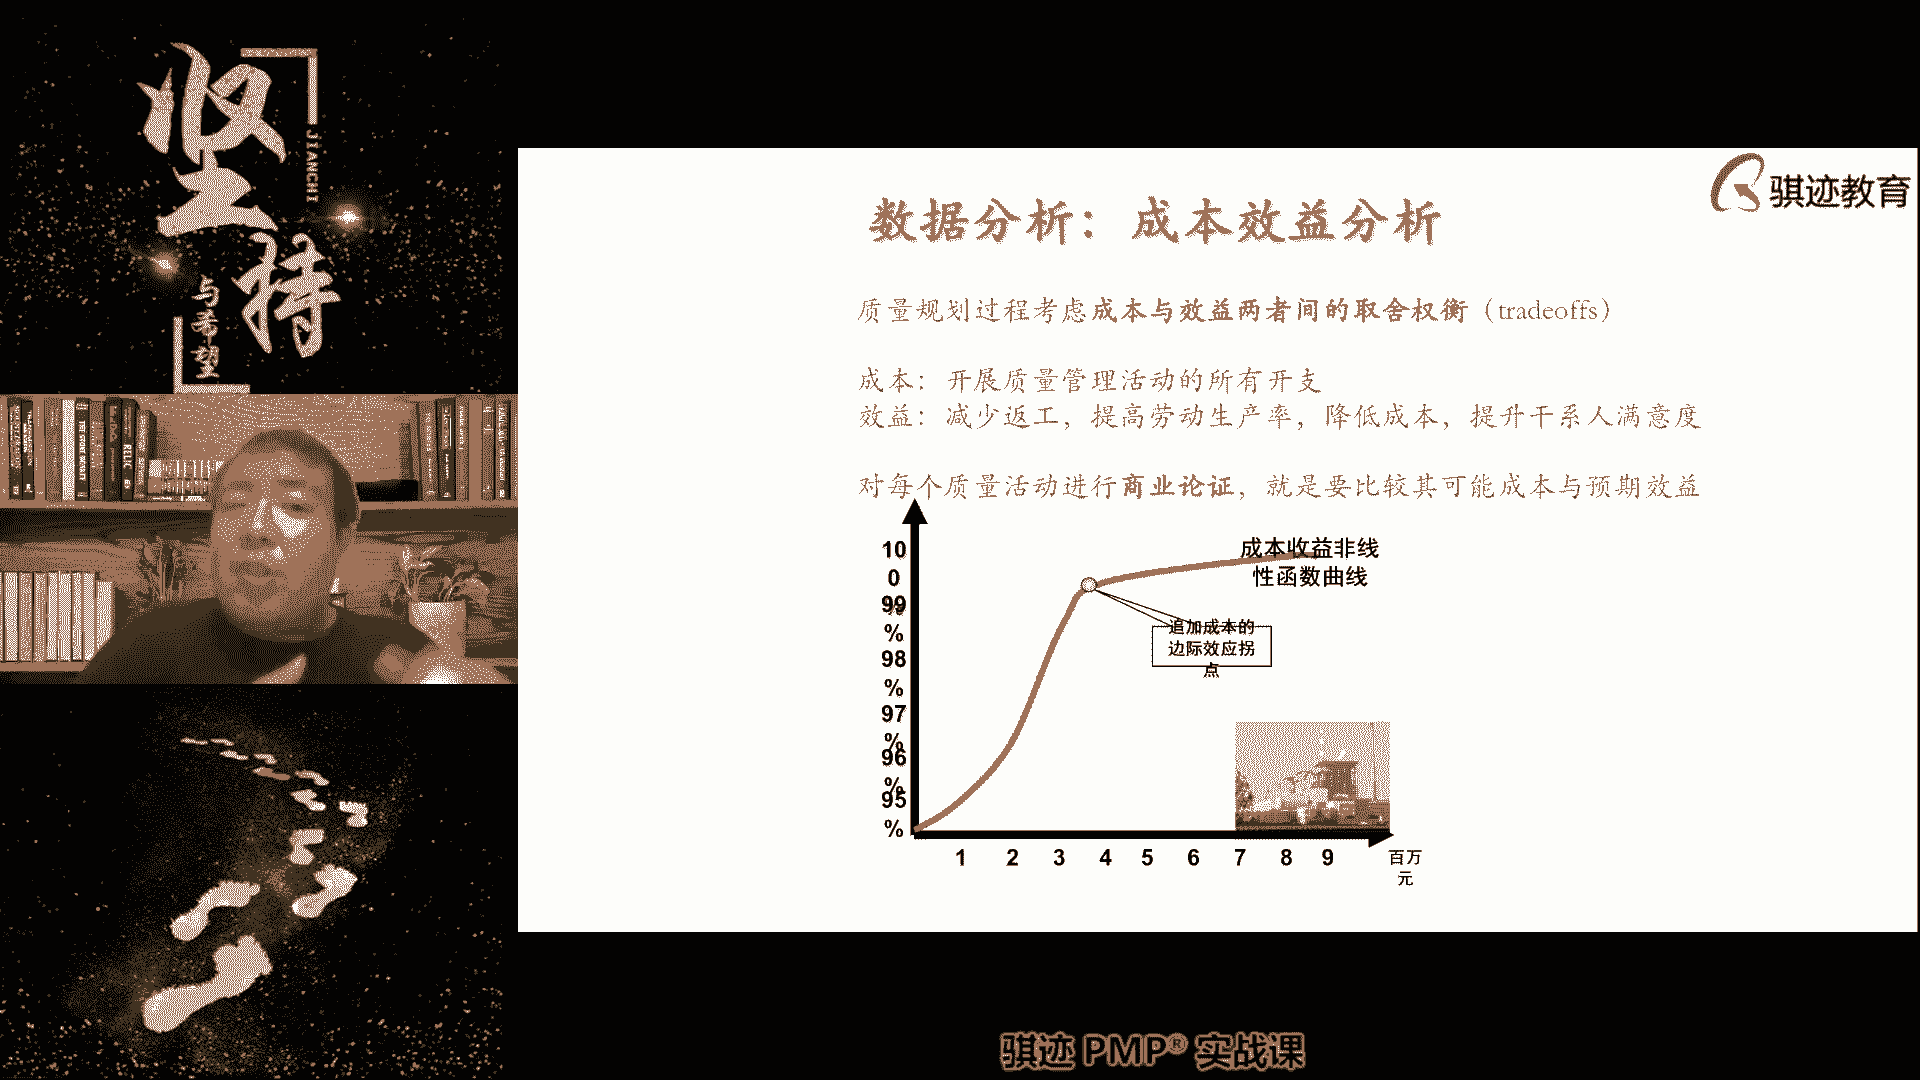 坚持
JIANCHI
与希望
骐迹教育
数据分析：成本效益分析
质量规划过程考虑成本与效益两者间的取舍权衡（tradeoffs）
成本：开展质量管理活动的所有开支
效益：减少返工，提高劳动生产率，降低成本，提升干系人满意度
对每个质量活动进行商业论证，就是要比较其可能成本与预期效益
成本收益非线
性函数曲线
追加成本的
边际效应拐
点
10
0
%
99
%
98
%
97
%
96
%
95
%
1 2 3 4 5 6 7 8 9 百万
元
骐迹 PMP® 实战课